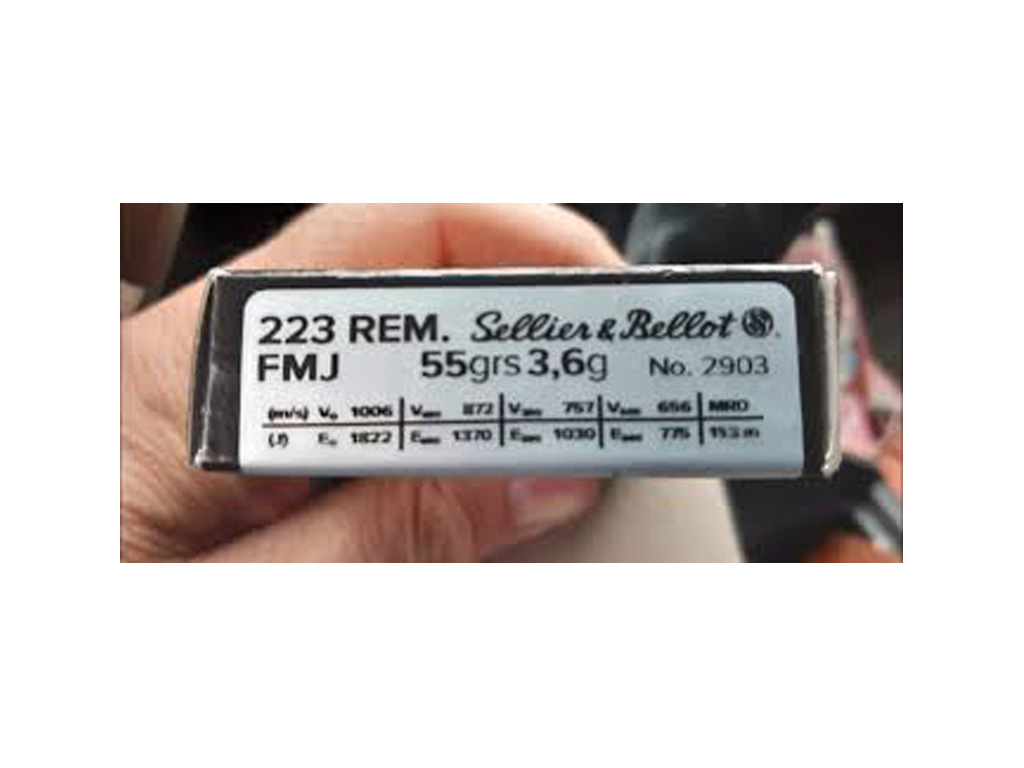 223 REM. Sellier & Bellot
FMJ 55grs 3,6g No. 2903
(m/s) V₀ 1006 V 872 V 757 V 656 MRD
(J) E₀ 1822 E 1370 E 1030 E 775 153 m